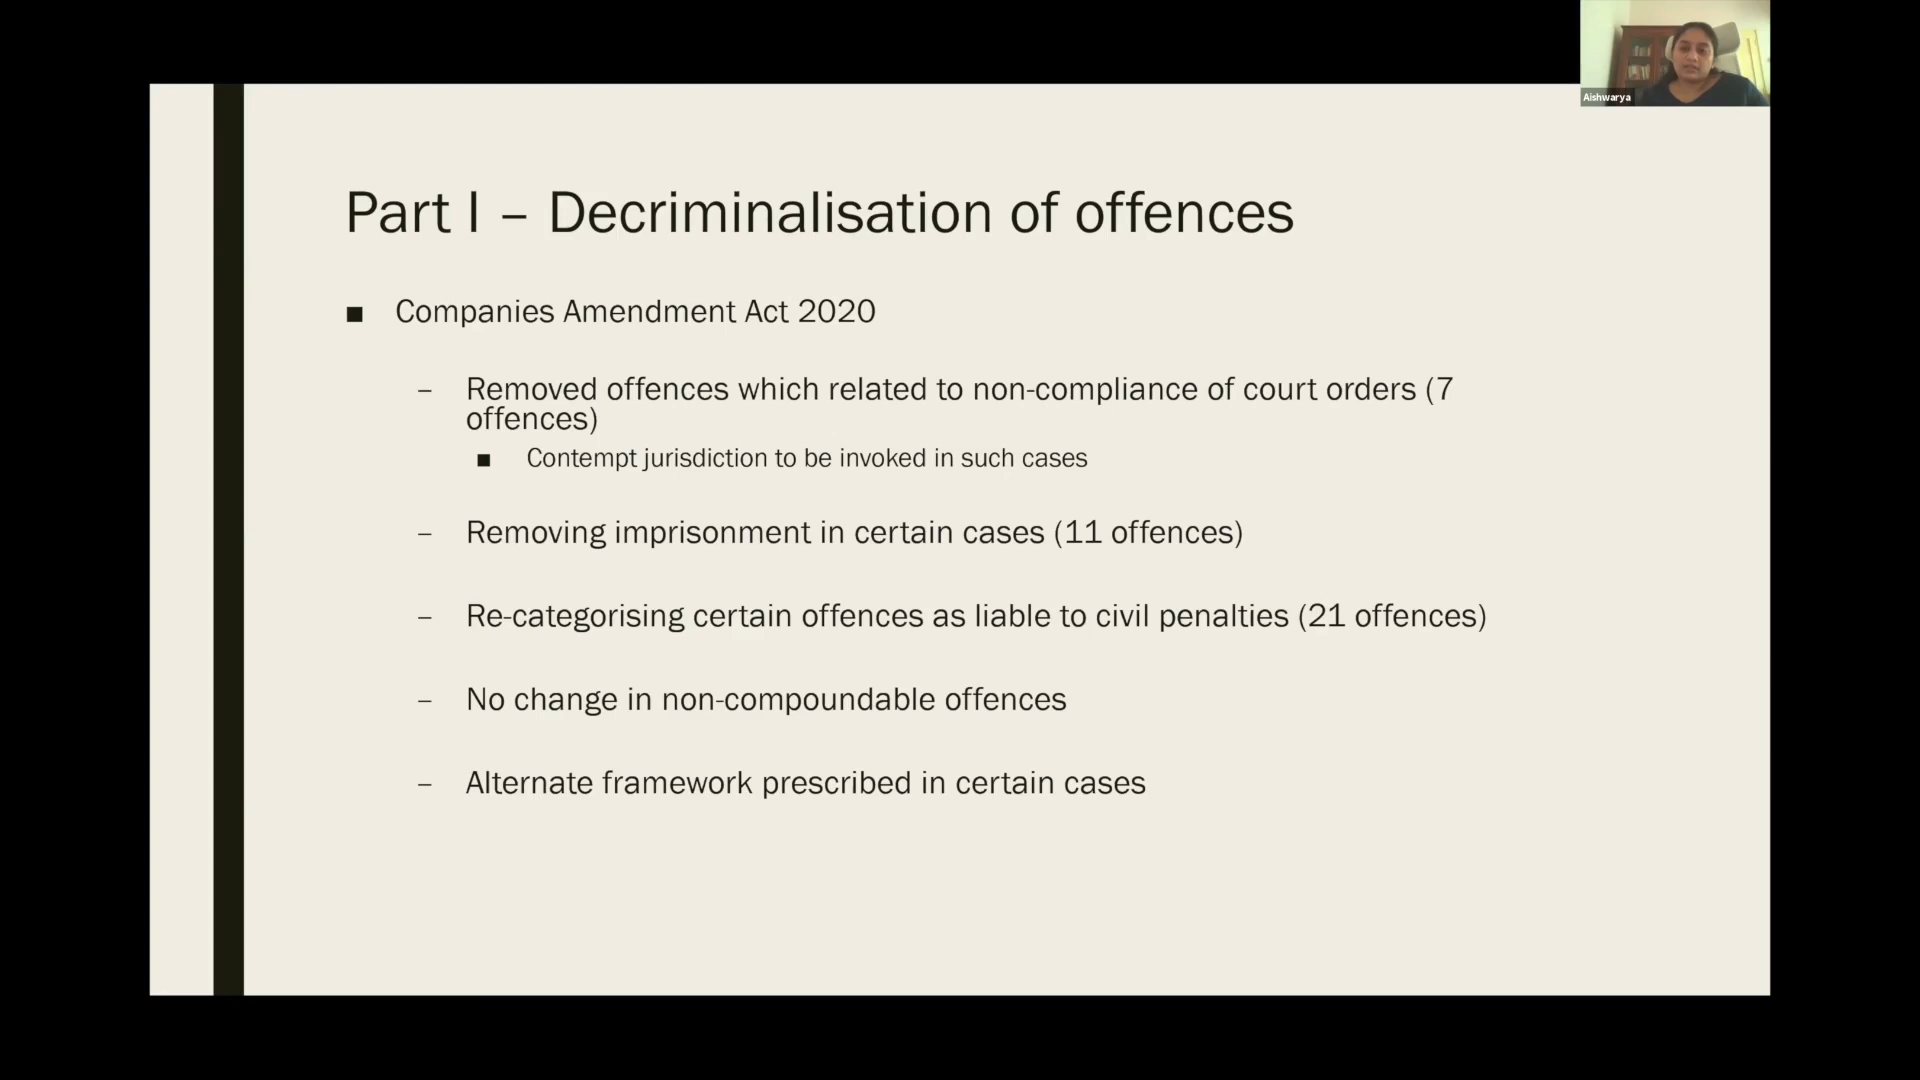 Aishwarya
Part I – Decriminalisation of offences
■ Companies Amendment Act 2020
– Removed offences which related to non-compliance of court orders (7
offences)
■ Contempt jurisdiction to be invoked in such cases
– Removing imprisonment in certain cases (11 offences)
– Re-categorising certain offences as liable to civil penalties (21 offences)
– No change in non-compoundable offences
– Alternate framework prescribed in certain cases